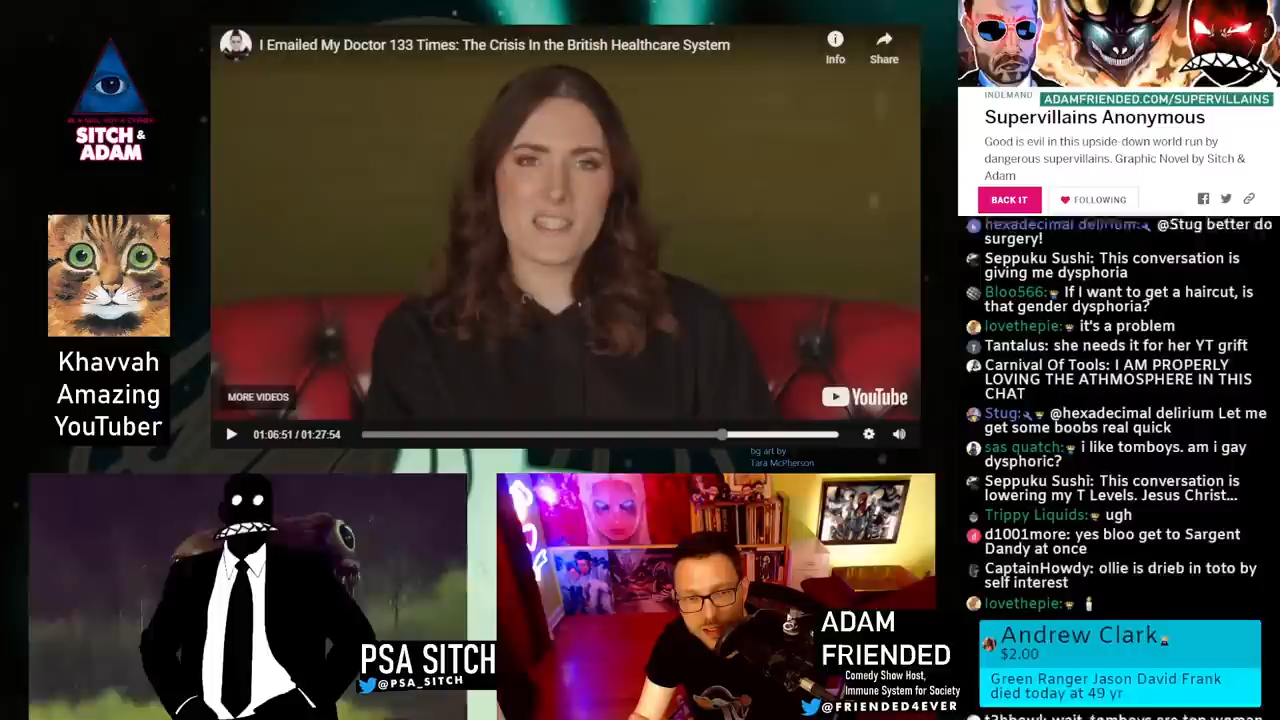 I Emailed My Doctor 133 Times: The Crisis In the British Healthcare System
Info
Share
SITCH &
ADAM
Khavvah
Amazing
YouTuber
MORE VIDEOS
YouTube
01:06:51 / 01:27:54
bg art by
Tara McPherson
PSA SITCH
@PSA_SITCH
ADAM
FRIENDED
Comedy Show Host,
Immune System for Society
@FRIENDED4EVER
INDEMAND
ADAMFRIENDED.COM/SUPERVILLAINS
Supervillains Anonymous
Good is evil in this upside-down world run by
dangerous supervillains. Graphic Novel by Sitch &
Adam
BACK IT
FOLLOWING
hexadecimal delirium: @Stug better do
surgery!
Seppuku Sushi: This conversation is
giving me dysphoria
Bloo566: If I want to get a haircut, is
that gender dysphoria?
lovethepie: it's a problem
Tantalus: she needs it for her YT grift
Carnival Of Tools: I AM PROPERLY
LOVING THE ATHMOSPHERE IN THIS
CHAT
Stug: @hexadecimal delirium Let me
get some boobs real quick
sas quatch: i like tomboys. am i gay
dysphoric?
Seppuku Sushi: This conversation is
lowering my T Levels. Jesus Christ...
Trippy Liquids: ugh
d1001more: yes bloo get to Sargent
Dandy at once
CaptainHowdy: ollie is drieb in toto by
self interest
lovethepie:
Andrew Clark
$2.00
Green Ranger Jason David Frank
died today at 49 yr